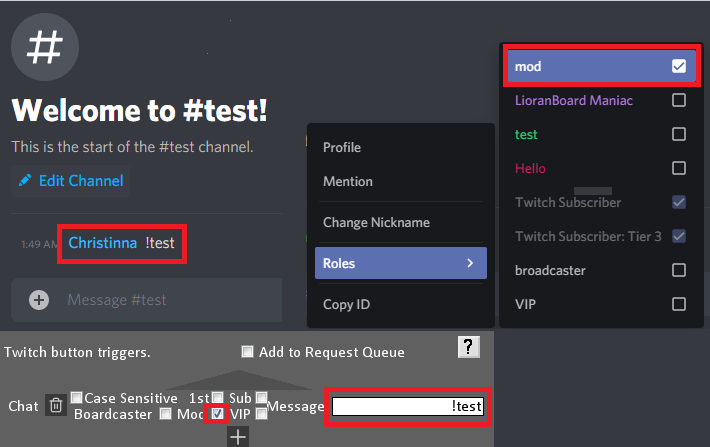 #
Welcome to #test!
This is the start of the #test channel.
Edit Channel
1:49 AM Christinna !test
Message #test
Profile
Mention
Change Nickname
Roles
Copy ID
mod
LioranBoard Maniac
test
Hello
Twitch Subscriber
Twitch Subscriber: Tier 3
broadcaster
VIP
Twitch button triggers.
Add to Request Queue
?
Chat
Case Sensitive 1st Sub
Boardcaster Mod VIP
Message
!test